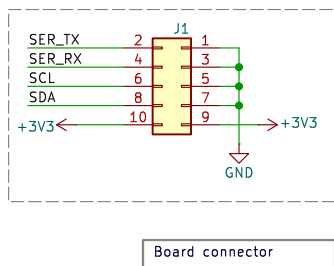 J1
SER_TX 2 1
SER_RX 4 3
SCL 6 5
SDA 8 7
+3V3 10 9 +3V3
GND
Board connector